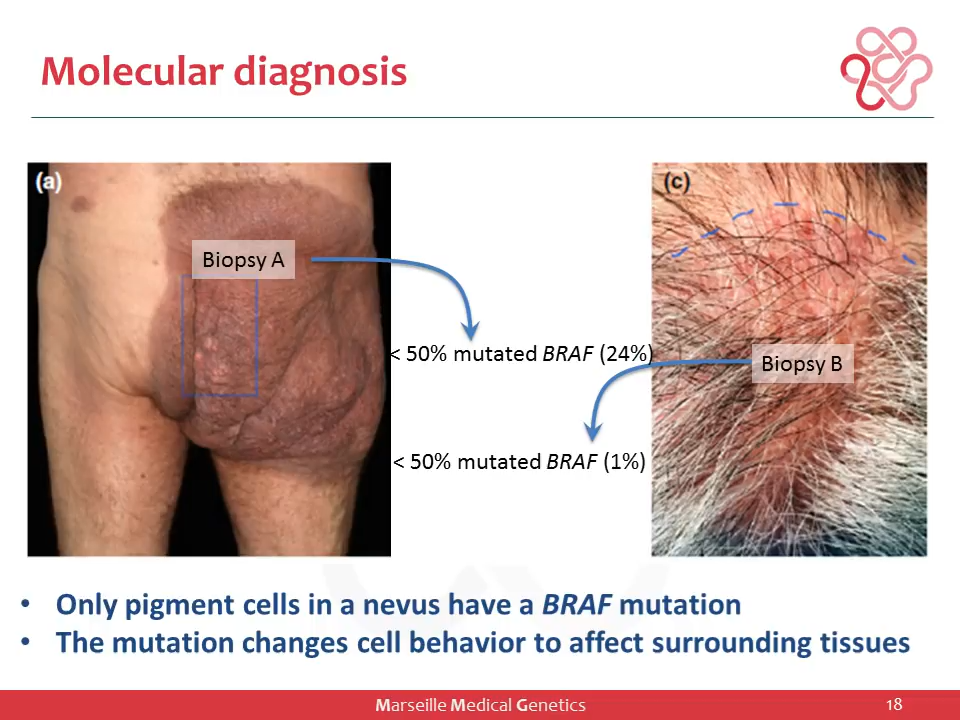 Molecular diagnosis
(a)
(c)
Biopsy A
< 50% mutated BRAF (24%)
Biopsy B
< 50% mutated BRAF (1%)
• Only pigment cells in a nevus have a BRAF mutation
• The mutation changes cell behavior to affect surrounding tissues
Marseille Medical Genetics
18